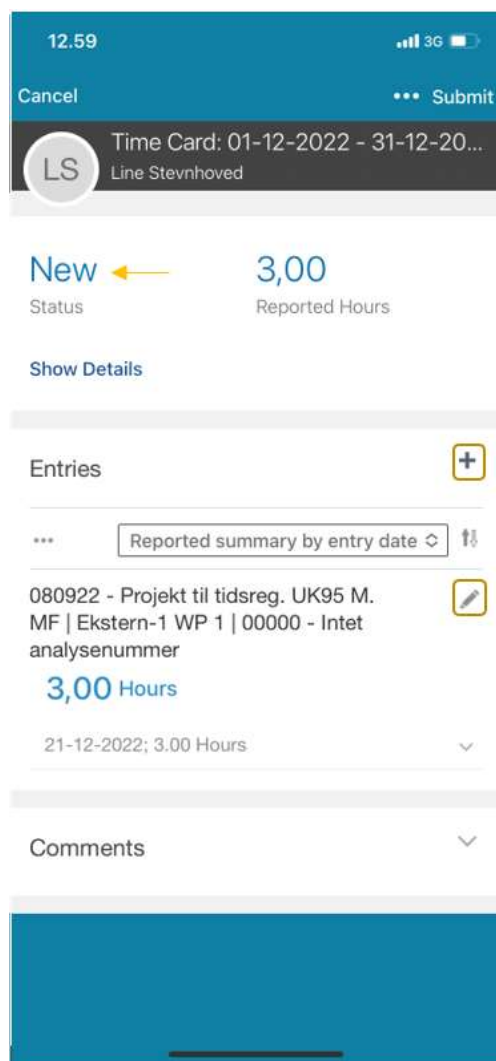 12.59
3G
Cancel
••• Submit
LS
Time Card: 01-12-2022 - 31-12-20...
Line Stevnhoved
New
3,00
Status
Reported Hours
Show Details
Entries
+
•••
Reported summary by entry date
080922 - Projekt til tidsreg. UK95 M.
MF | Ekstern-1 WP 1 | 00000 - Intet
analysenummer
3,00 Hours
21-12-2022; 3.00 Hours
Comments